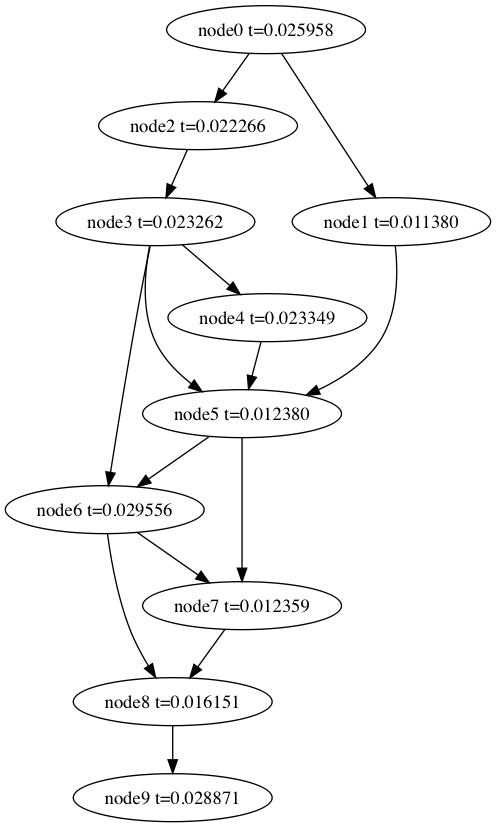 node0 t=0.025958
node2 t=0.022266
node3 t=0.023262
node1 t=0.011380
node4 t=0.023349
node5 t=0.012380
node6 t=0.029556
node7 t=0.012359
node8 t=0.016151
node9 t=0.028871